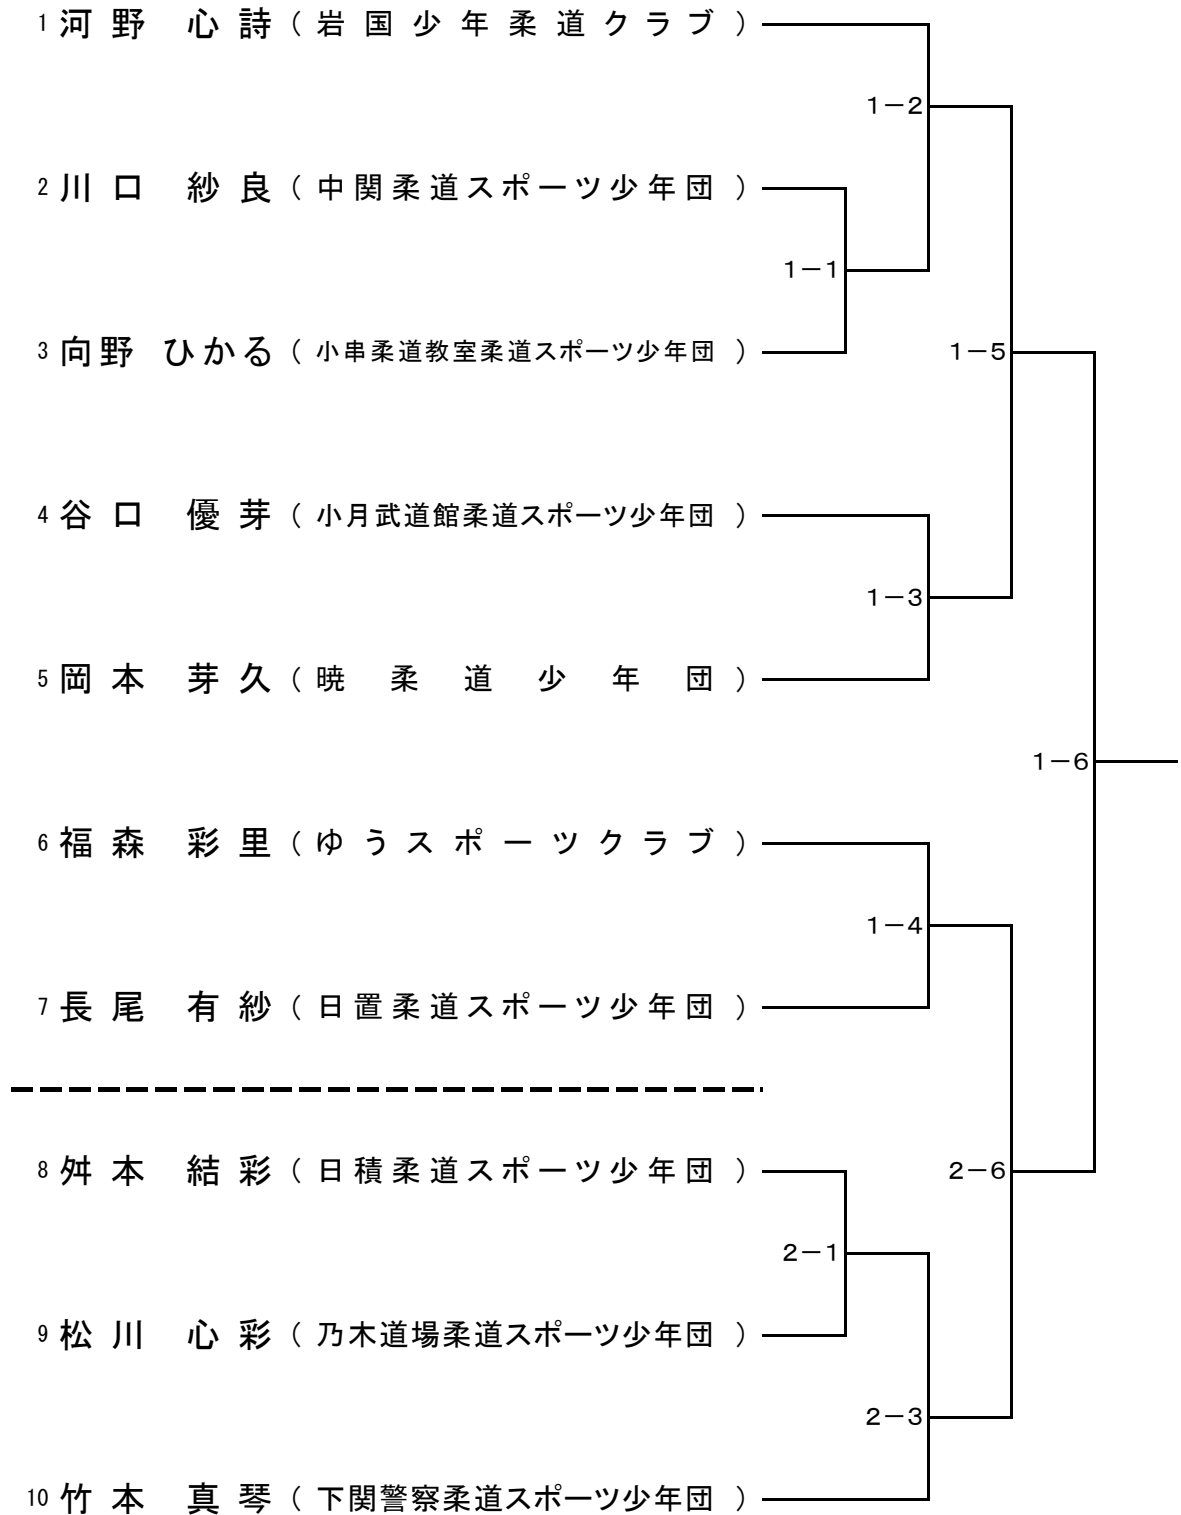 1 河野 心詩 ( 岩国少年柔道クラブ )
1－2
2 川口 紗良 ( 中関柔道スポーツ少年団 )
1－1
3 向野 ひかる ( 小串柔道教室柔道スポーツ少年団 )
1－5
4 谷口 優芽 ( 小月武道館柔道スポーツ少年団 )
1－3
5 岡本 芽久 ( 暁柔道少年団 )
1－6
6 福森 彩里 ( ゆうスポーツクラブ )
1－4
7 長尾 有紗 ( 日置柔道スポーツ少年団 )
8 舛本 結彩 ( 日積柔道スポーツ少年団 )
2－6
2－1
9 松川 心彩 ( 乃木道場柔道スポーツ少年団 )
2－3
10 竹本 真琴 ( 下関警察柔道スポーツ少年団 )